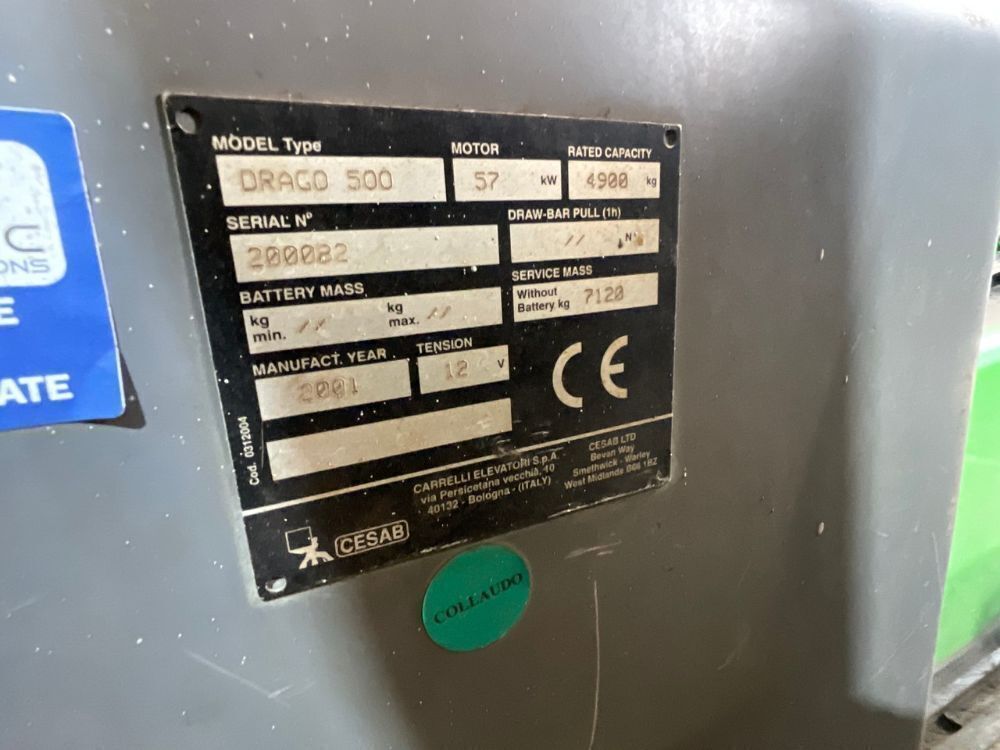 MODEL Type
DRAGO 500
MOTOR
57 kW
RATED CAPACITY
4900 kg
SERIAL Nº
200082
DRAW-BAR PULL (1h)
// N
BATTERY MASS
kg min. // kg max. //
SERVICE MASS
Without Battery kg 7120
MANUFACT. YEAR
2001
TENSION
12 V
CE
Cod. 0312004
CARRELLI ELEVATORI S.p.A.
via Persicetana vecchia, 10
40132 - Bologna - (ITALY)
CESAB LTD
Bevan Way
Smethwick - Warley
West Midlands B66 1BZ
CESAB
COLLAUDO
C
ONS
E
ATE